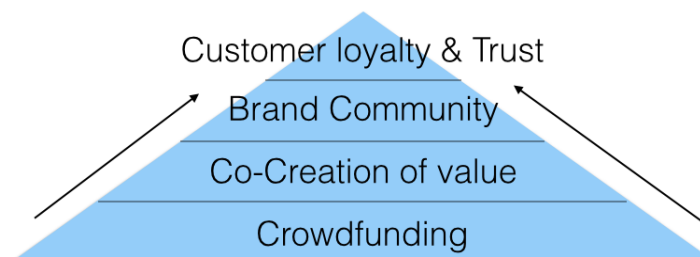 Customer loyalty & Trust
Brand Community
Co-Creation of value
Crowdfunding